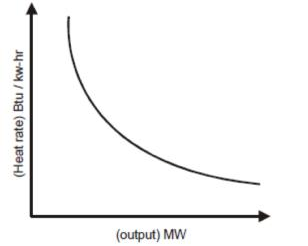 (Heat rate) Btu / kw-hr
(output) MW